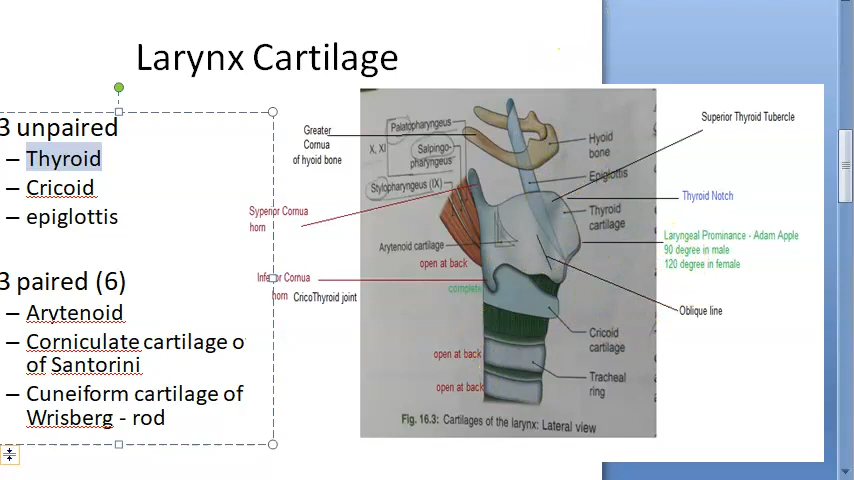 Larynx Cartilage
3 unpaired
– Thyroid
– Cricoid
– epiglottis
3 paired (6)
– Arytenoid
– Corniculate cartilage o
of Santorini
– Cuneiform cartilage of
Wrisberg - rod
Greater
Cornua
of hyoid bone
Syperior Cornua
horn
Inferior Cornua
horn
CricoThyroid joint
Palatopharyngeus
X, XI
Salpingo-
pharyngeus
Stylopharyngeus (IX)
Arytenoid cartilage
open at back
complete
open at back
open at back
Superior Thyroid Tubercle
Hyoid
bone
Epiglottis
Thyroid Notch
Thyroid
cartilage
Laryngeal Prominance - Adam Apple
90 degree in male
120 degree in female
Oblique line
Cricoid
cartilage
Tracheal
ring
Fig. 16.3: Cartilages of the larynx: Lateral view